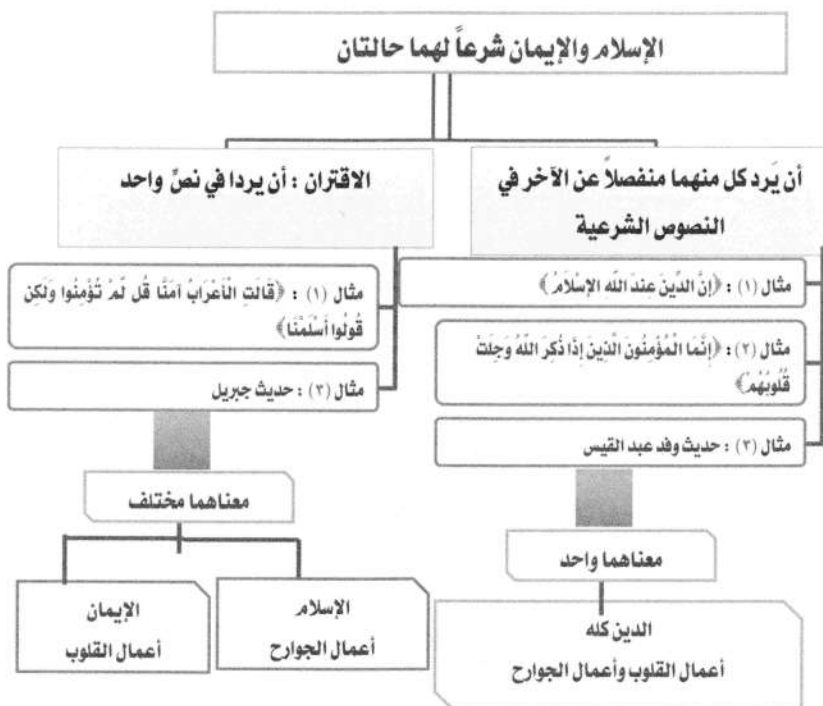 الإسلام والإيمان شرعاً لهما حالتان
أن يَرد كل منهما منفصلاً عن الآخر في
النصوص الشرعية
مثال (١) : ﴿إِنَّ الدِّينَ عِندَ اللَّهِ الإِسْلَامُ﴾
مثال (٢) : ﴿إِنَّمَا الْمُؤْمِنُونَ الَّذِينَ إِذَا ذُكِرَ اللَّهُ وَجِلَتْ
قُلُوبُهُمْ﴾
مثال (٣) : حديث وفد عبد القيس
معناهما واحد
الدين كله
أعمال القلوب وأعمال الجوارح
الاقتران : أن يردا في نصٍّ واحد
مثال (١) : ﴿قَالَتِ الْأَعْرَابُ آمَنَّا قُل لَّمْ تُؤْمِنُوا وَلَكِن
قُولُوا أَسْلَمْنَا﴾
مثال (٣) : حديث جبريل
معناهما مختلف
الإسلام
أعمال الجوارح
الإيمان
أعمال القلوب